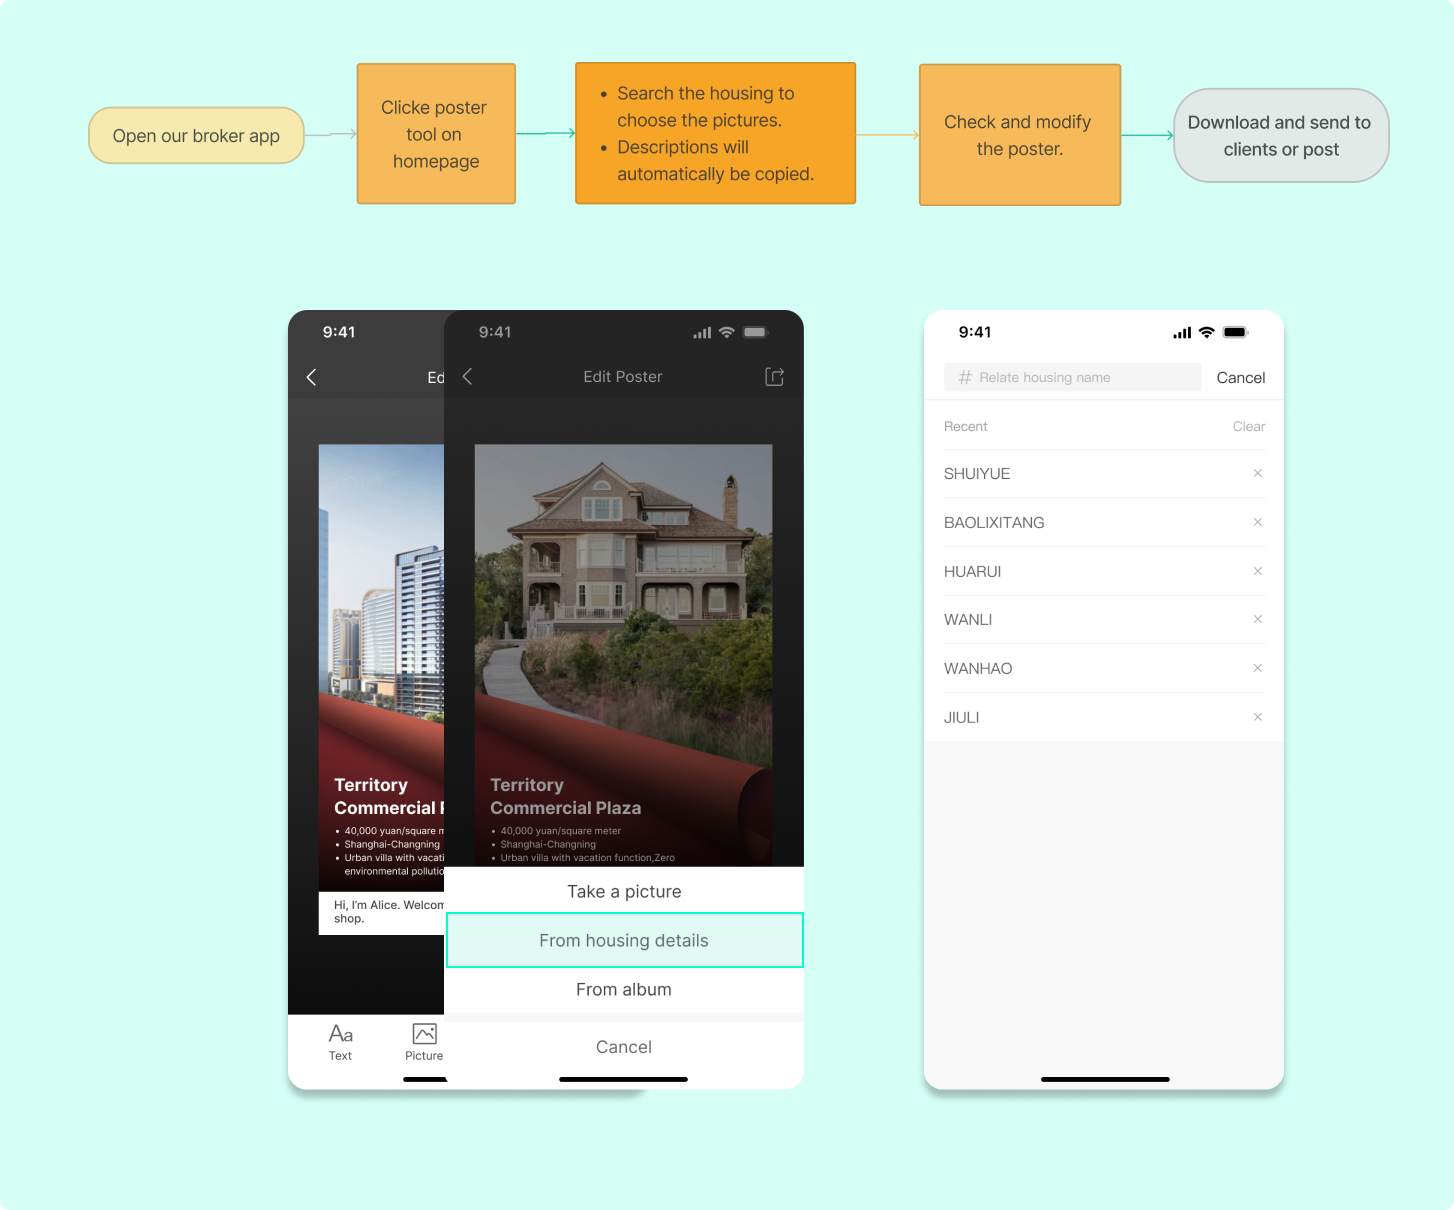 Open our broker app
Clicke poster
tool on
homepage
• Search the housing to
choose the pictures.
• Descriptions will
automatically be copied.
Check and modify
the poster.
Download and send to
clients or post
9:41
Ed
Territory
Commercial P
• 40,000 yuan/square m
• Shanghai-Changning
• Urban villa with vacati
environmental pollutio
Hi, I'm Alice. Welcom
shop.
Aa
Text
Picture
9:41
Edit Poster
Territory
Commercial Plaza
• 40,000 yuan/square meter
• Shanghai-Changning
• Urban villa with vacation function,Zero
Take a picture
From housing details
From album
Cancel
9:41
# Relate housing name
Cancel
Recent
Clear
SHUIYUE
BAOLIXITANG
HUARUI
WANLI
WANHAO
JIULI